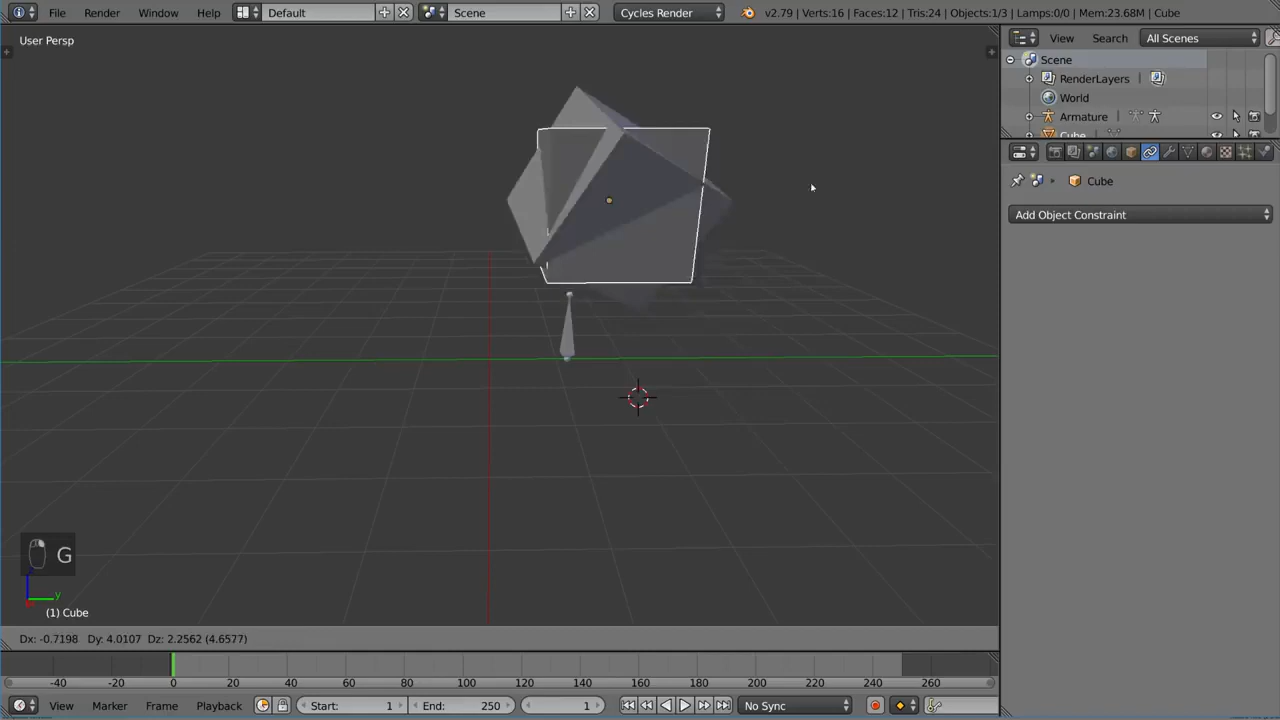 File Render Window Help Default Scene Cycles Render v2.79 | Verts:16 | Faces:12 | Tris:24 | Objects:1/3 | Lamps:0/0 | Mem:23.68M | Cube
User Persp
View Search All Scenes
Scene
RenderLayers
World
Armature
Cube
Cube
Add Object Constraint
G
y
(1) Cube
Dx: -0.7198 Dy: 4.0107 Dz: 2.2562 (4.6577)
-40 -20 0 20 40 60 80 100 120 140 160 180 200 220 240 260
View Marker Frame Playback Start: 1 End: 250 1 No Sync